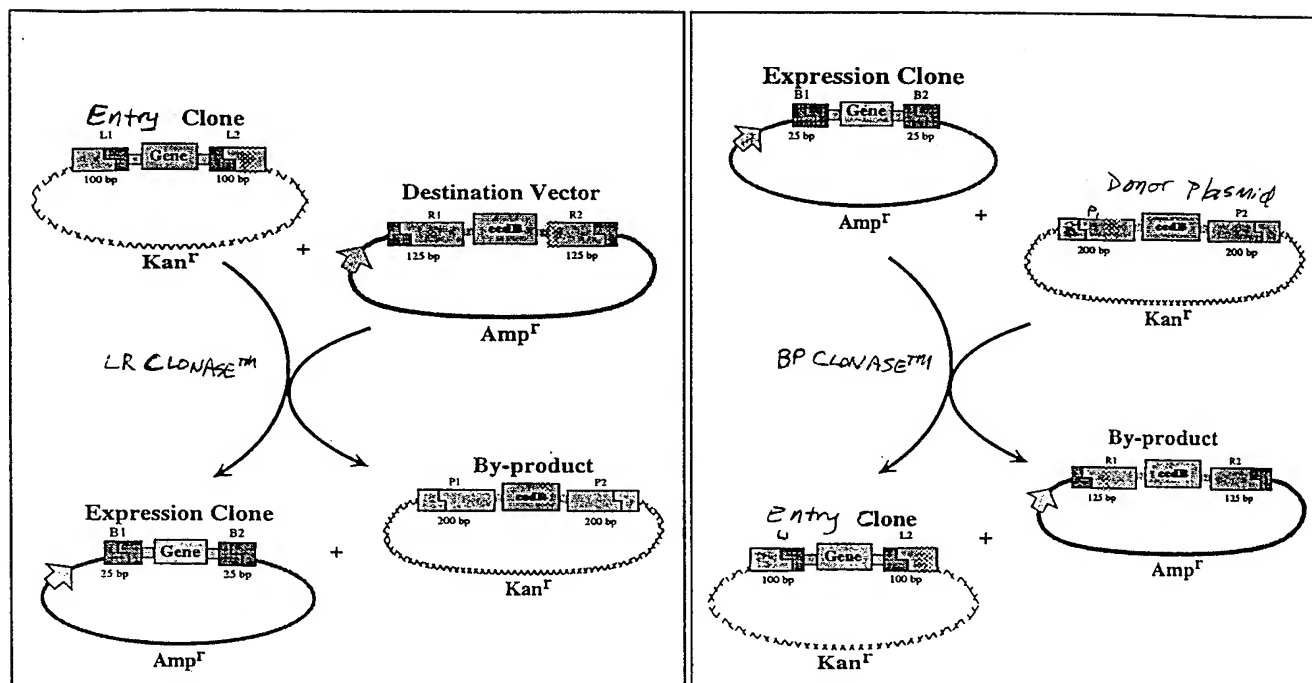 Entry Clone
L1 L2
Gene
100 bp 100 bp
Kanr
+
Destination Vector
R1 R2
ccdB
125 bp 125 bp
Ampr
LR CLONASE™
By-product
P1 P2
ccdB
200 bp 200 bp
Kanr
Expression Clone
B1 B2
Gene
25 bp 25 bp
+
Ampr
Expression Clone
B1 B2
Gene
25 bp 25 bp
Ampr
+
Donor Plasmid
P1 P2
ccdB
200 bp 200 bp
Kanr
BP CLONASE™
By-product
R1 R2
ccdB
125 bp 125 bp
Ampr
Entry Clone
L2
Gene
100 bp 100 bp
+
Kanr